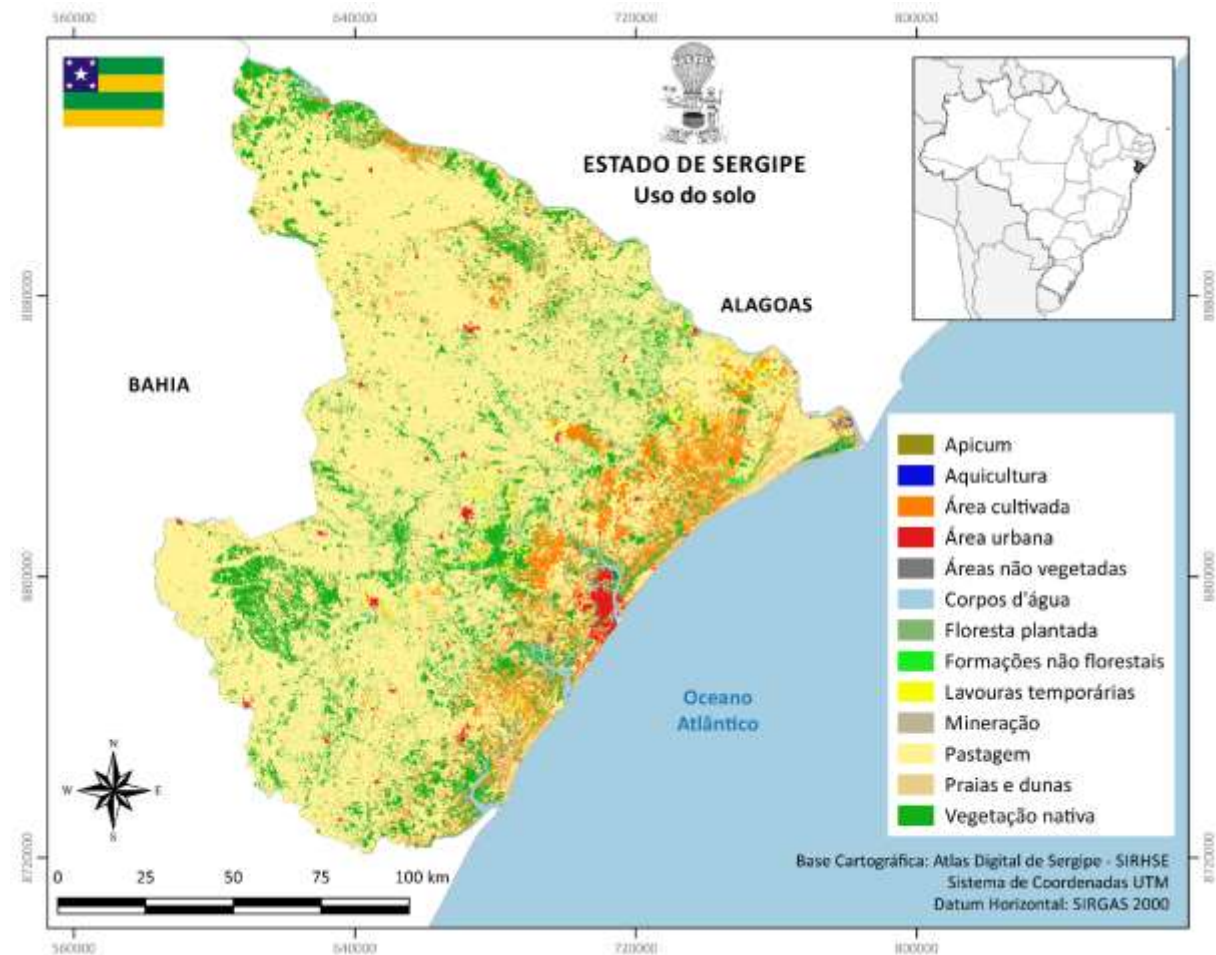 560000 640000 720000 800000
ESTADO DE SERGIPE
Uso do solo
8880000 8880000
ALAGOAS
BAHIA
Apicum
Aquicultura
Área cultivada
Área urbana
Áreas não vegetadas
Corpos d'água
Floresta plantada
Formações não florestais
Lavouras temporárias
Mineração
Pastagem
Praias e dunas
Vegetação nativa
8800000 8800000
Oceano
Atlântico
N
W E
S
8720000 8720000
Base Cartográfica: Atlas Digital de Sergipe - SIRHSE
Sistema de Coordenadas UTM
Datum Horizontal: SIRGAS 2000
0 25 50 75 100 km
560000 640000 720000 800000